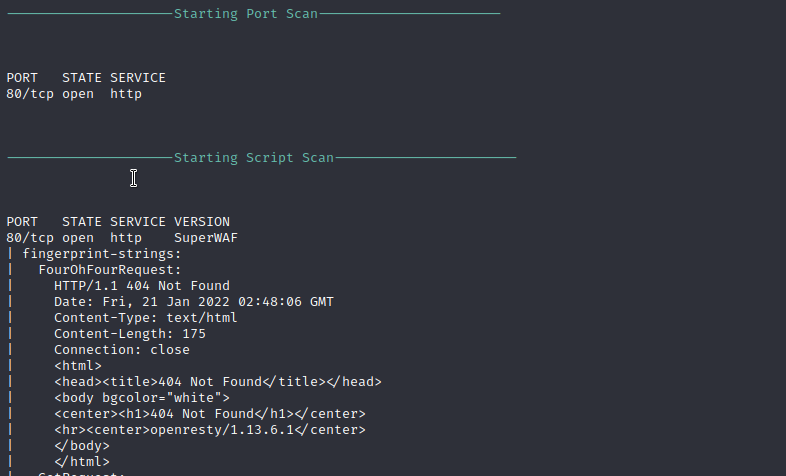 Starting Port Scan
PORT   STATE SERVICE
80/tcp open  http
Starting Script Scan
PORT   STATE SERVICE VERSION
80/tcp open  http    SuperWAF
| fingerprint-strings:
|   FourOhFourRequest:
|     HTTP/1.1 404 Not Found
|     Date: Fri, 21 Jan 2022 02:48:06 GMT
|     Content-Type: text/html
|     Content-Length: 175
|     Connection: close
|     <html>
|     <head><title>404 Not Found</title></head>
|     <body bgcolor="white">
|     <center><h1>404 Not Found</h1></center>
|     <hr><center>openresty/1.13.6.1</center>
|     </body>
|     </html>
|   GetRequest: